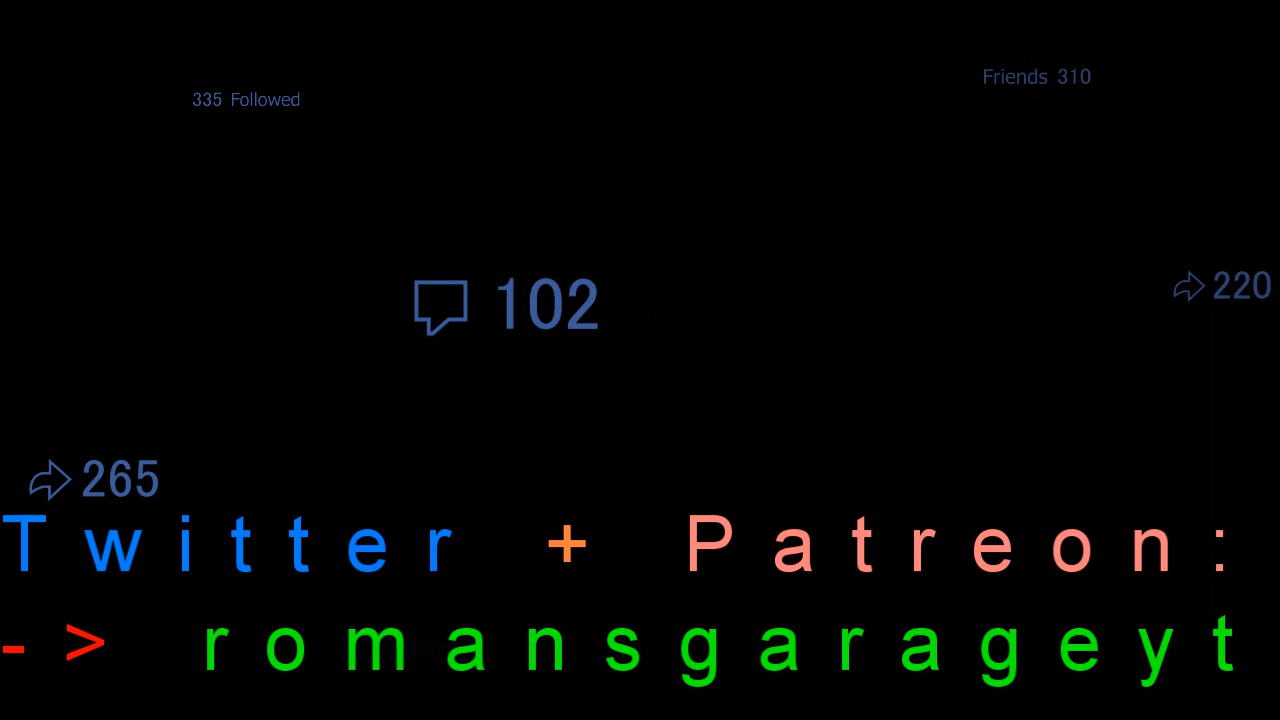 Friends 310
335 Followed
102
220
265
Twitter + Patreon:
-> romansgarageyt